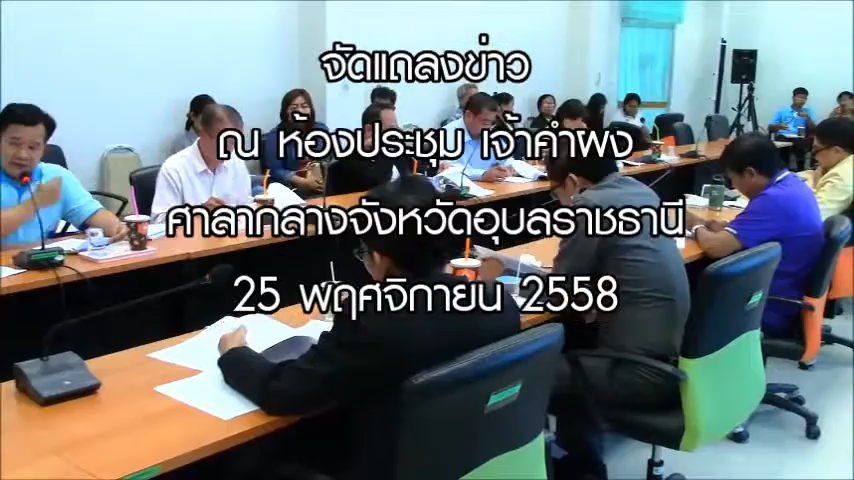 จัดแถลงข่าว
ณ ห้องประชุม เจ้าคำผง
ศาลากลางจังหวัดอุบลราชธานี
25 พฤศจิกายน 2558